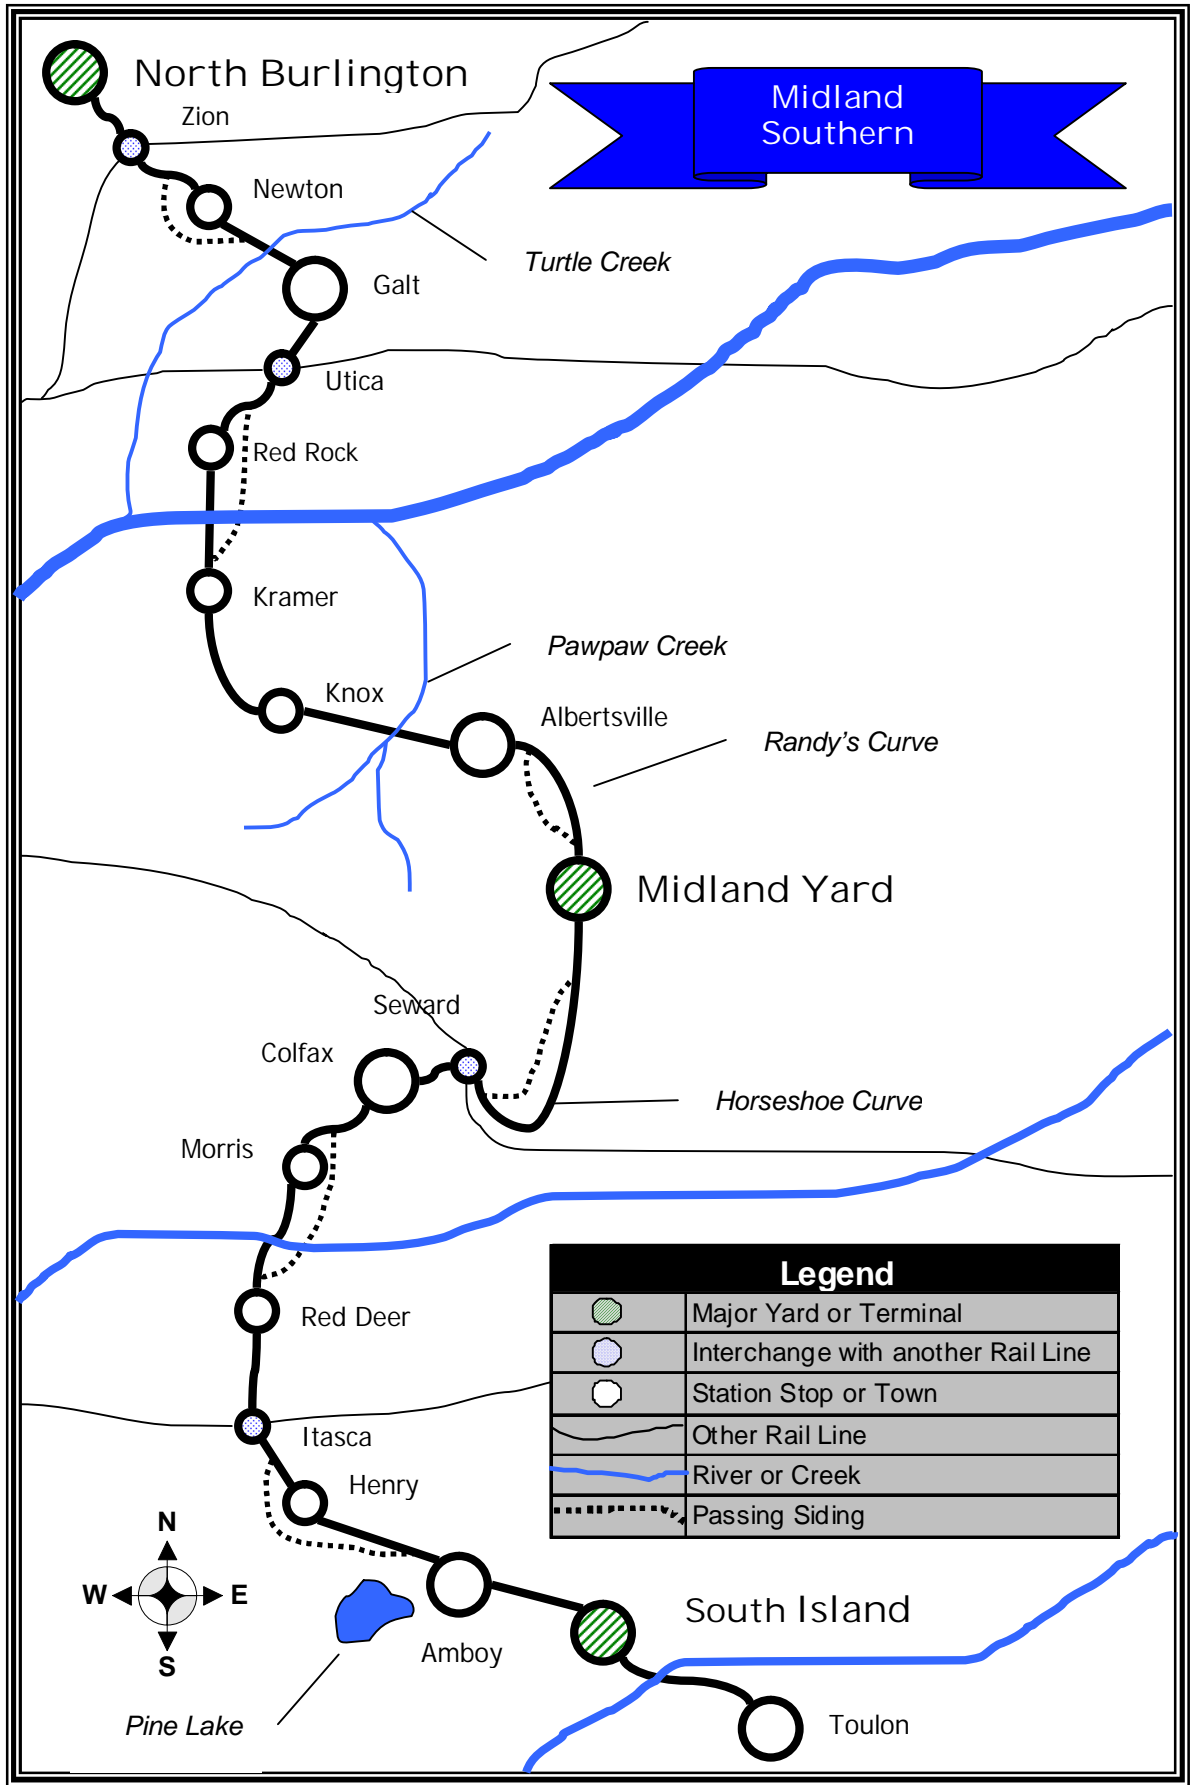 North Burlington
Midland
Southern
Zion
Newton
Turtle Creek
Galt
Utica
Red Rock
Kramer
Pawpaw Creek
Knox
Albertsville
Randy's Curve
Midland Yard
Seward
Colfax
Horseshoe Curve
Morris
Red Deer
Legend
Major Yard or Terminal
Interchange with another Rail Line
Station Stop or Town
Other Rail Line
River or Creek
Passing Siding
Itasca
Henry
N
W
E
S
South Island
Amboy
Pine Lake
Toulon